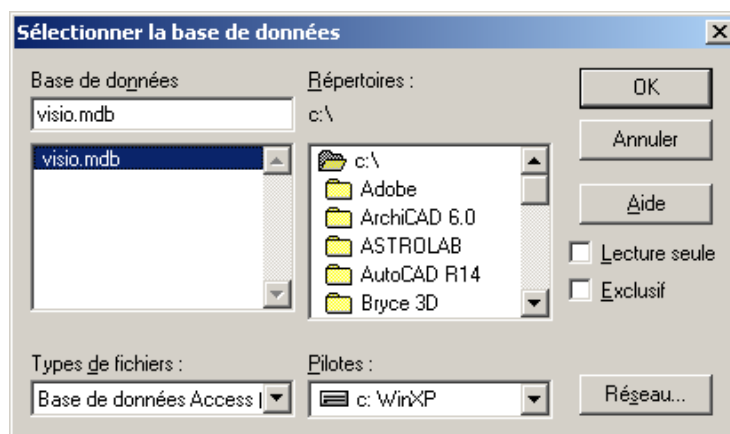 Sélectionner la base de données
Base de données
visio.mdb
visio.mdb
Répertoires :
c:\
c:\
Adobe
ArchiCAD 6.0
ASTROLAB
AutoCAD R14
Bryce 3D
OK
Annuler
Aide
Lecture seule
Exclusif
Types de fichiers :
Base de données Access (
Pilotes :
c: WinXP
Réseau...